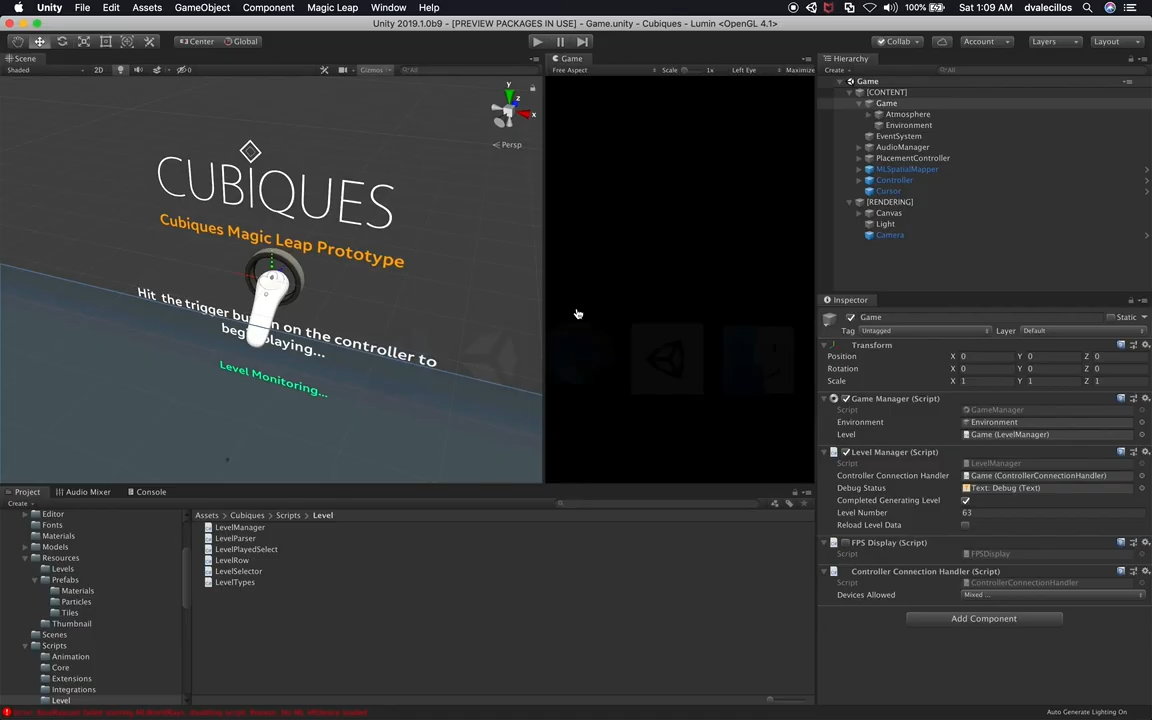 Unity File Edit Assets GameObject Component Magic Leap Window Help 100% Sat 1:09 AM dvalecillos
Unity 2019.1.0b9 - [PREVIEW PACKAGES IN USE] - Game.unity - Cubiques - Lumin <OpenGL 4.1>
Center Global Collab Account Layers Layout
Scene Game Hierarchy
Shaded 2D 0 Gizmos All Free Aspect Scale 1x Left Eye Maximize Create All
Game
[CONTENT]
Game
Atmosphere
Environment
EventSystem
AudioManager
PlacementController
MLSpatialMapper
Controller
Cursor
[RENDERING]
Canvas
Light
Camera
y
z
x
Persp
CUBIQUES
Cubiques Magic Leap Prototype
Hit the trigger button on the controller to
begin playing...
Level Monitoring...
Inspector
Game Static
Tag Untagged Layer Default
Transform
Position X 0 Y 0 Z 0
Rotation X 0 Y 0 Z 0
Scale X 1 Y 1 Z 1
Game Manager (Script)
Script GameManager
Environment Environment
Level Game (LevelManager)
Level Manager (Script)
Script LevelManager
Controller Connection Handler Game (ControllerConnectionHandler)
Debug Status Text: Debug (Text)
Completed Generating Level
Level Number 63
Reload Level Data
FPS Display (Script)
Script FPSDisplay
Controller Connection Handler (Script)
Script ControllerConnectionHandler
Devices Allowed Mixed ...
Add Component
Project Audio Mixer Console
Create
Editor
Fonts
Materials
Models
Resources
Levels
Prefabs
Materials
Particles
Tiles
Thumbnail
Scenes
Scripts
Animation
Core
Extensions
Integrations
Level
Assets Cubiques Scripts Level
LevelManager
LevelParser
LevelPlayedSelect
LevelRow
LevelSelector
LevelTypes
Auto Generate Lighting On